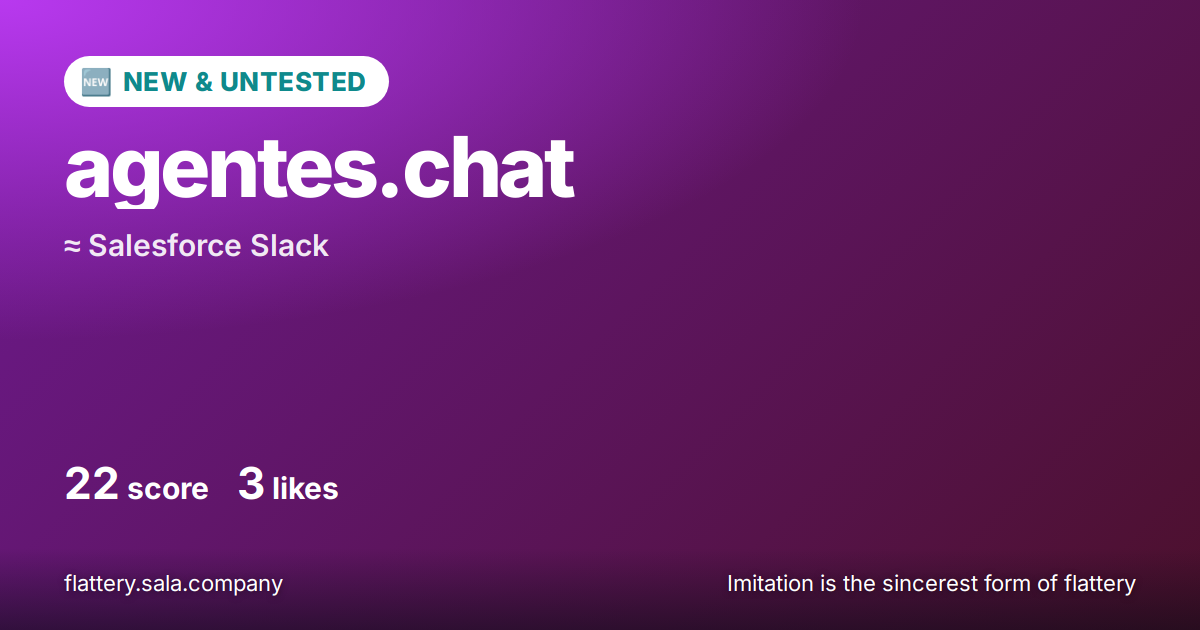 🆕 NEW & UNTESTED
agentes.chat
≈ Salesforce Slack
22 score 3 likes
flattery.sala.company
Imitation is the sincerest form of flattery